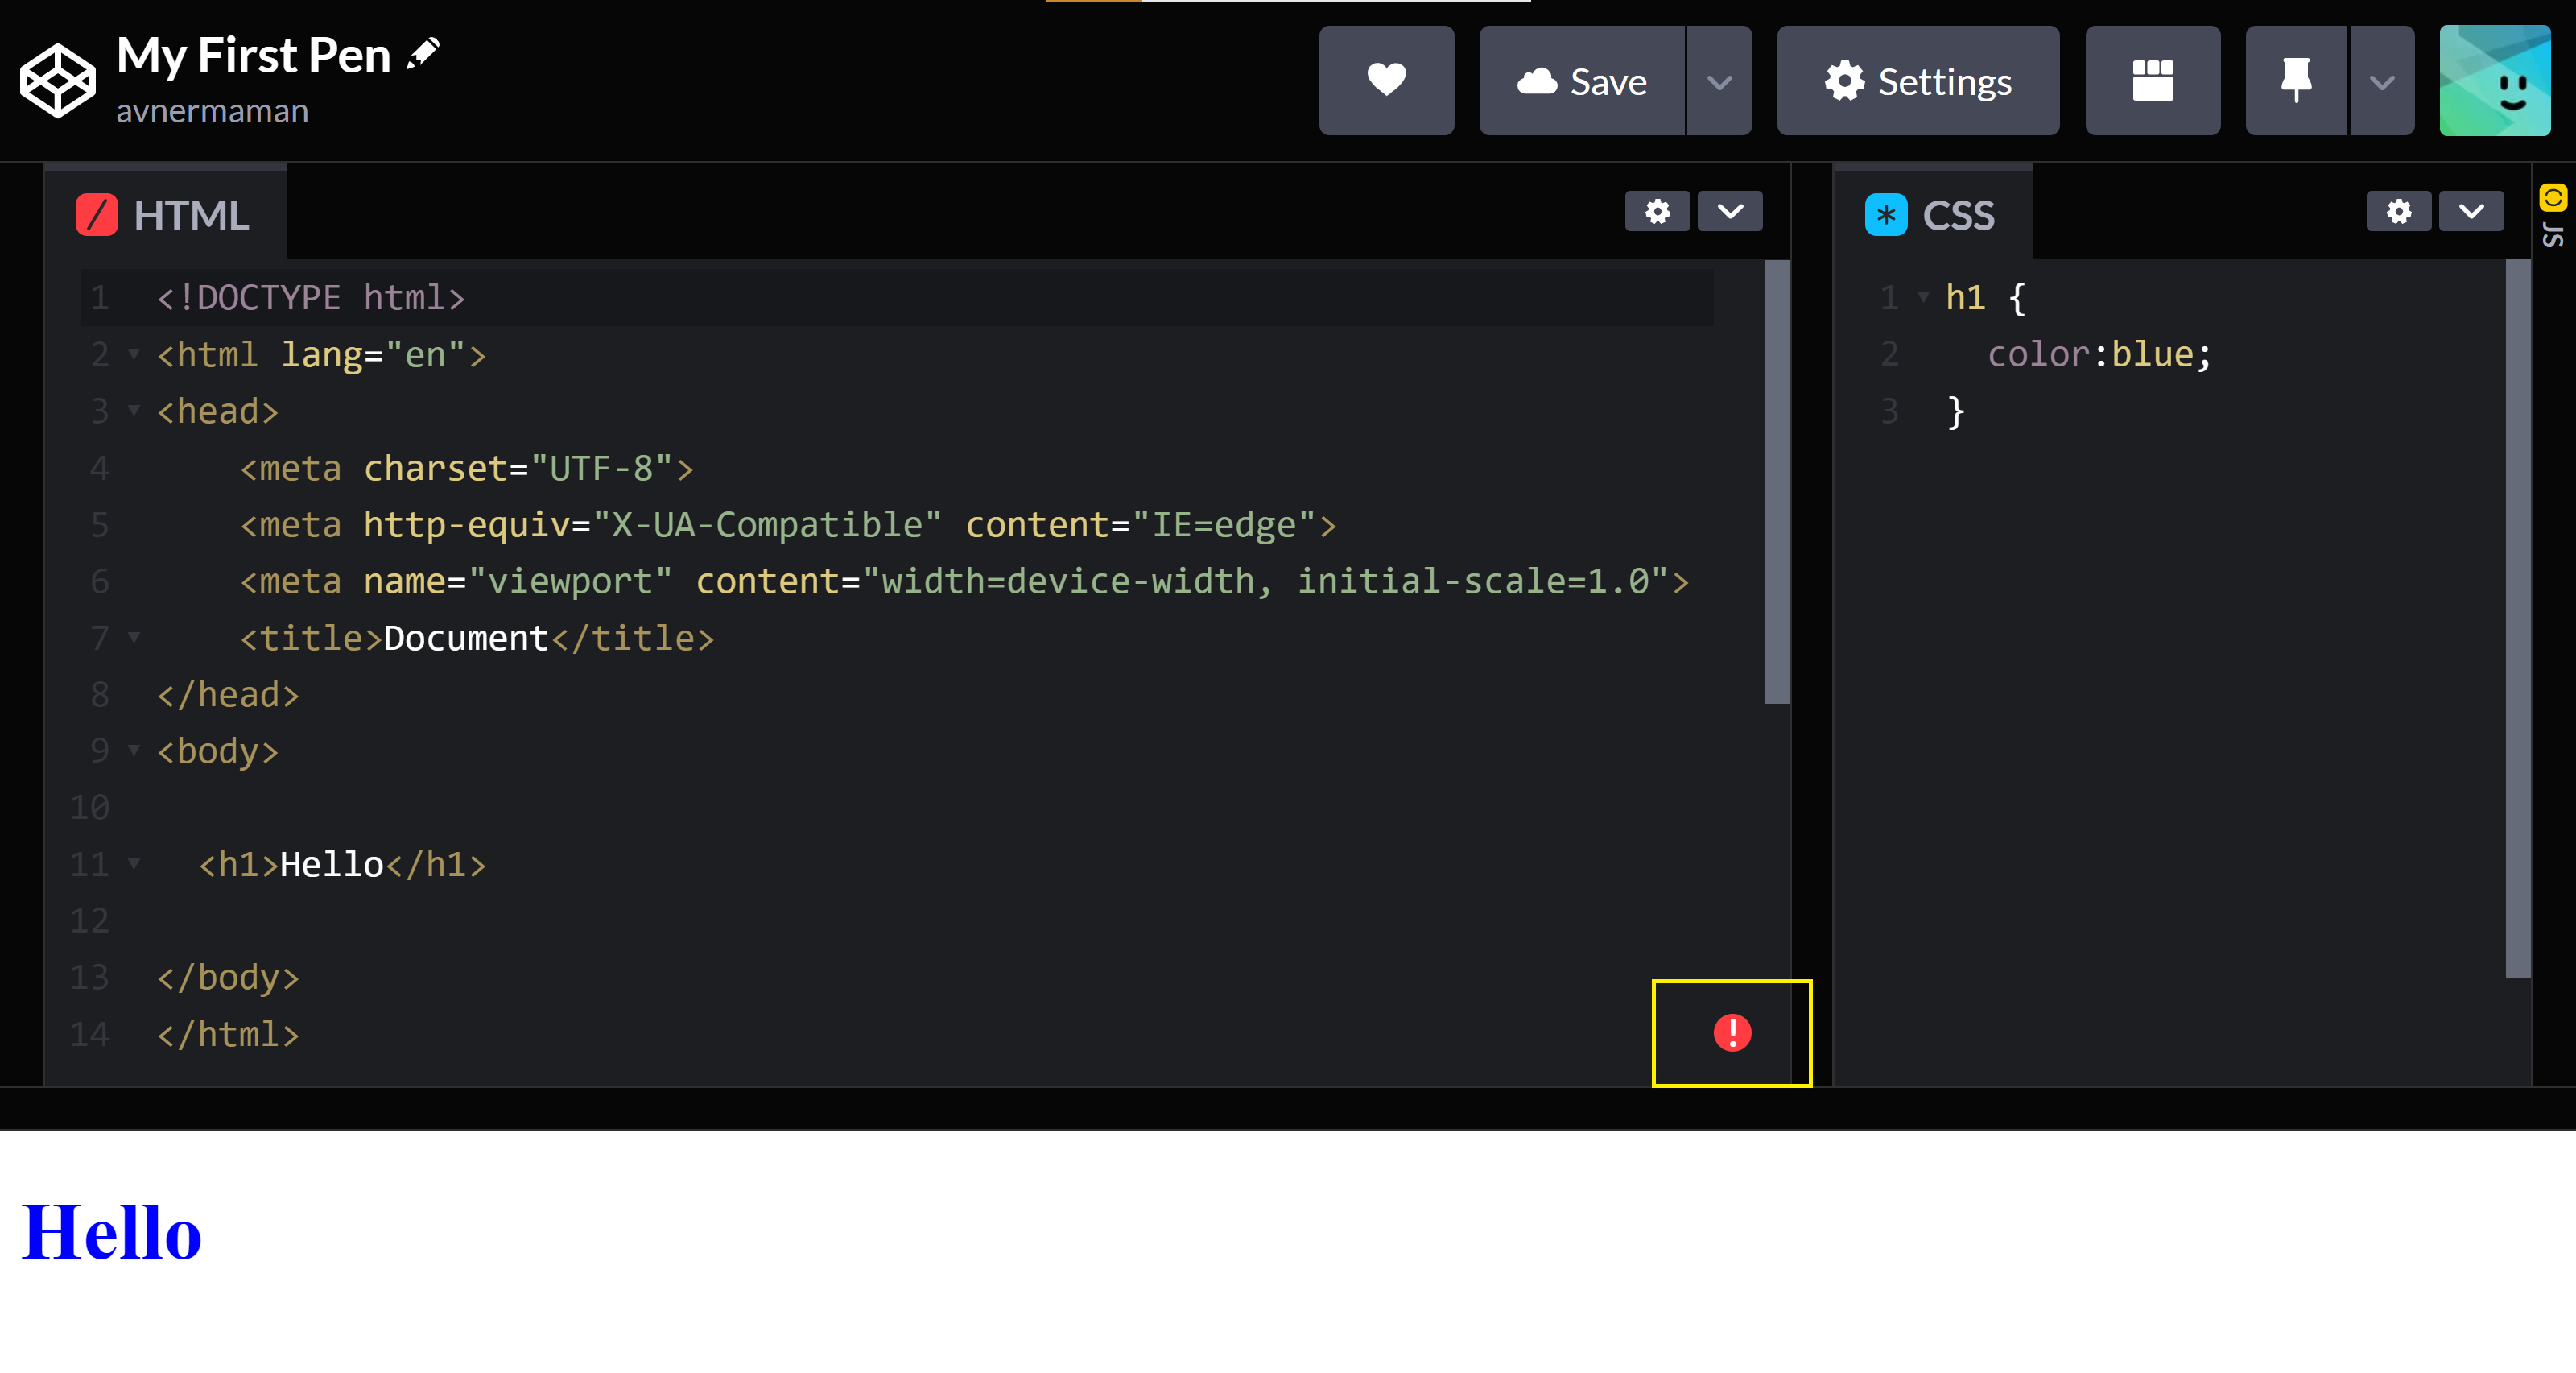 My First Pen
avnermaman
Save
Settings
HTML
1 <!DOCTYPE html>
2 <html lang="en">
3 <head>
4     <meta charset="UTF-8">
5     <meta http-equiv="X-UA-Compatible" content="IE=edge">
6     <meta name="viewport" content="width=device-width, initial-scale=1.0">
7     <title>Document</title>
8 </head>
9 <body>
10
11   <h1>Hello</h1>
12
13 </body>
14 </html>
CSS
1 h1 {
2   color:blue;
3 }
JS
Hello